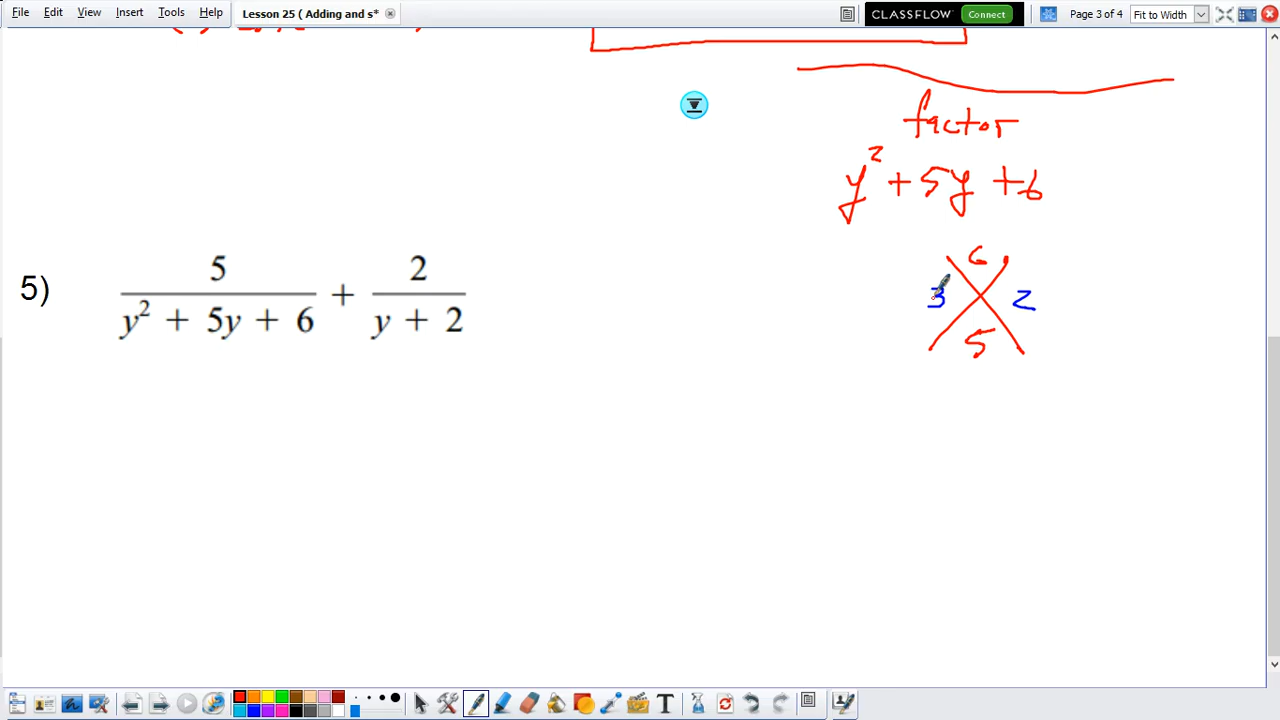 File Edit View Insert Tools Help
Lesson 25 ( Adding and s*
CLASSFLOW Connect
Page 3 of 4
Fit to Width
factor
y² + 5y + 6
6
3 2
5
5) 5/(y² + 5y + 6) + 2/(y + 2)
T